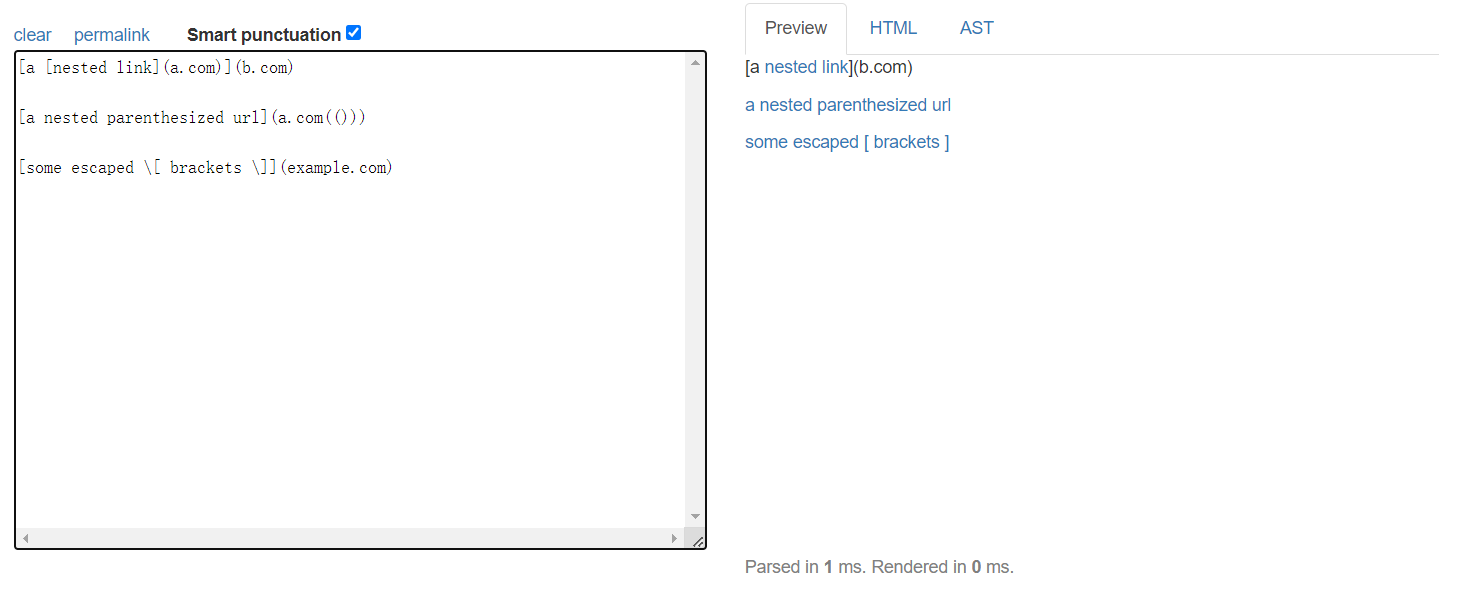 clear permalink Smart punctuation
Preview HTML AST
[a [nested link](a.com)](b.com)
[a nested parenthesized url](a.com(()))
[some escaped \[ brackets \]](example.com)
[a nested link](b.com)
a nested parenthesized url
some escaped [ brackets ]
Parsed in 1 ms. Rendered in 0 ms.